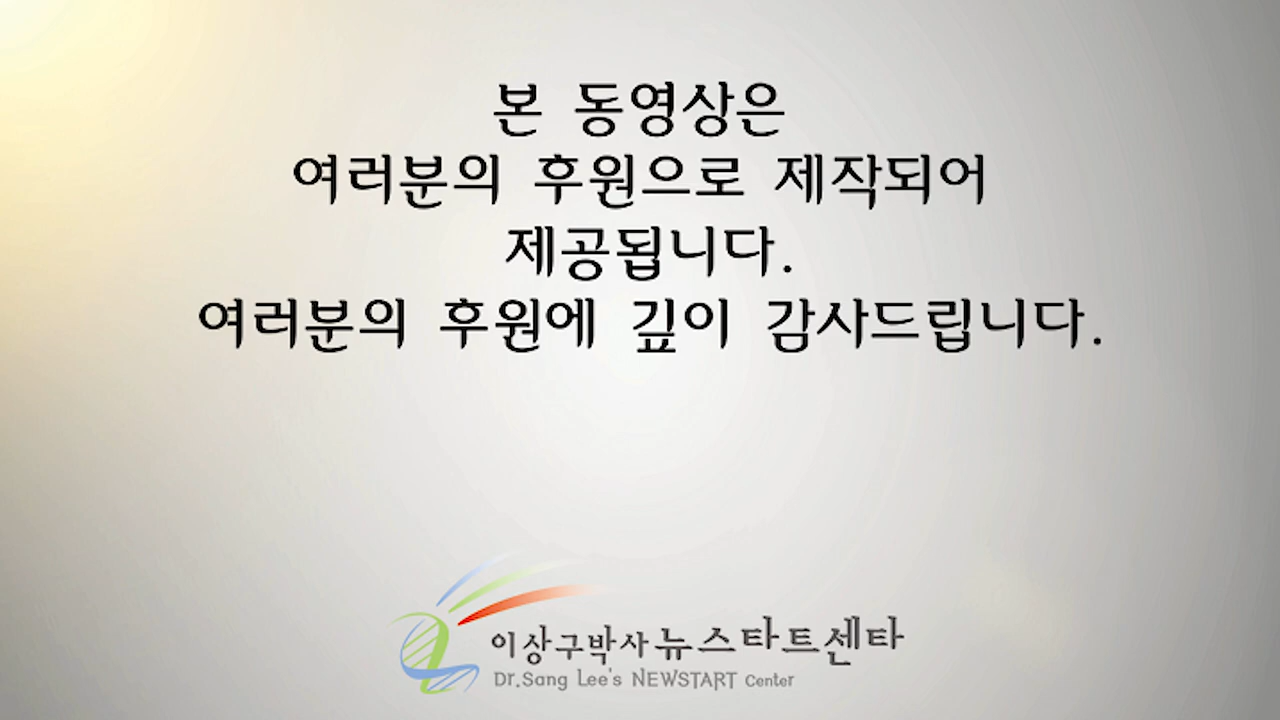 본 동영상은
여러분의 후원으로 제작되어
제공됩니다.
여러분의 후원에 깊이 감사드립니다.
이상구박사 뉴스타트센타
Dr.Sang Lee's NEWSTART Center